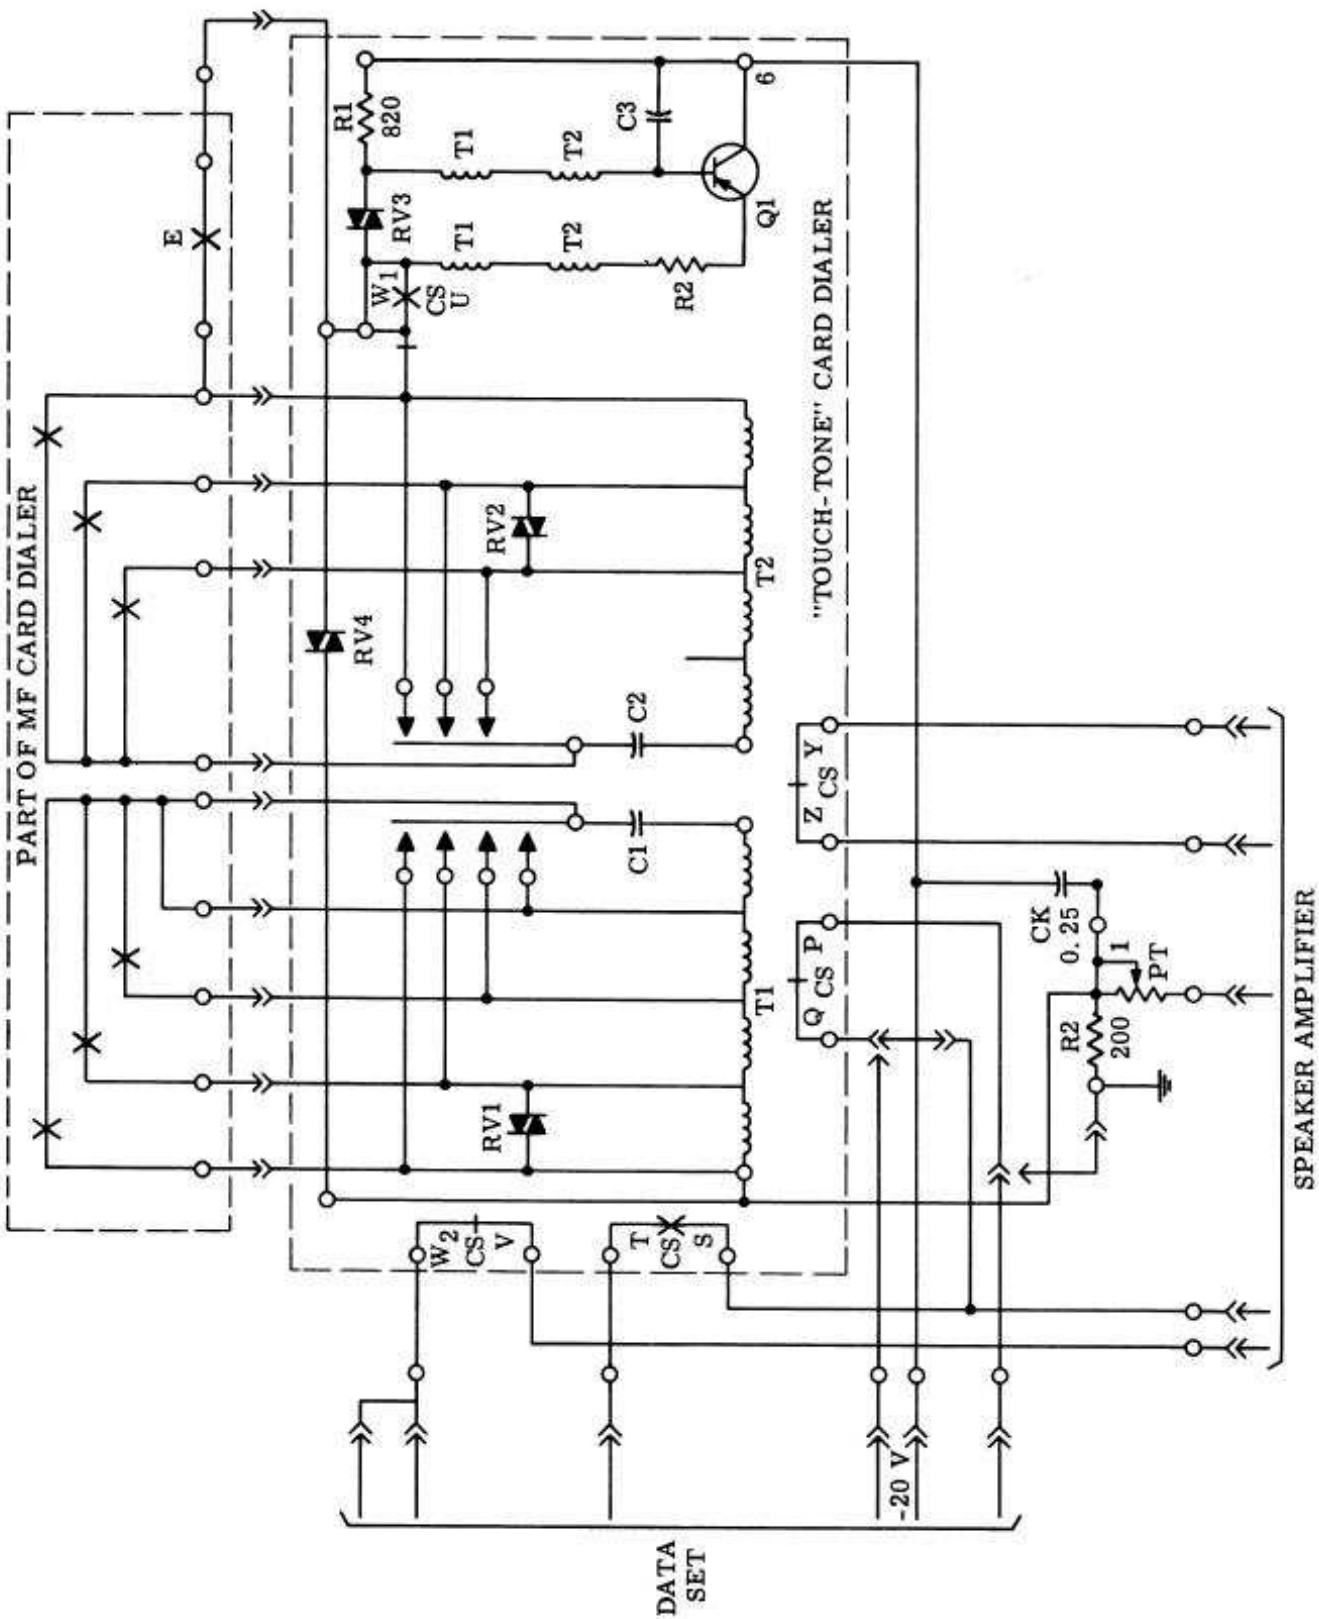 PART OF MF CARD DIALER
E
R1
820
C3
6
T1
T2
Q1
RV3
T1
T2
R2
W1
CS
U
"TOUCH-TONE" CARD DIALER
RV2
T2
RV4
C2
C1
Y
CS
Z
P
CS
Q
T1
RV1
CK
0.25
1
PT
R2
200
W2
CS
V
T
CS
S
SPEAKER AMPLIFIER
-20 V
DATA
SET